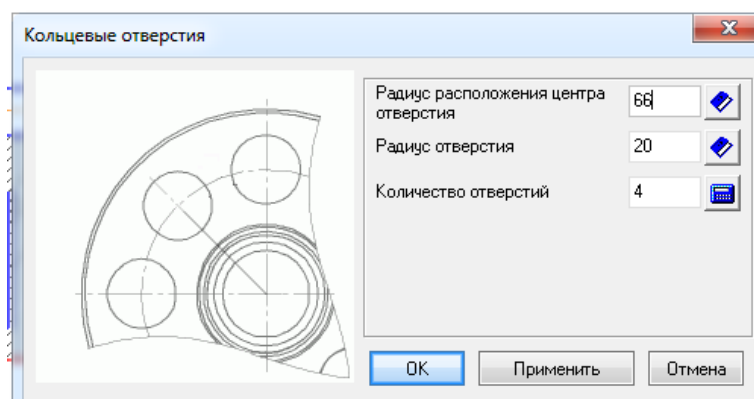 Кольцевые отверстия
Радиус расположения центра
отверстия
66
Радиус отверстия
20
Количество отверстий
4
OK
Применить
Отмена